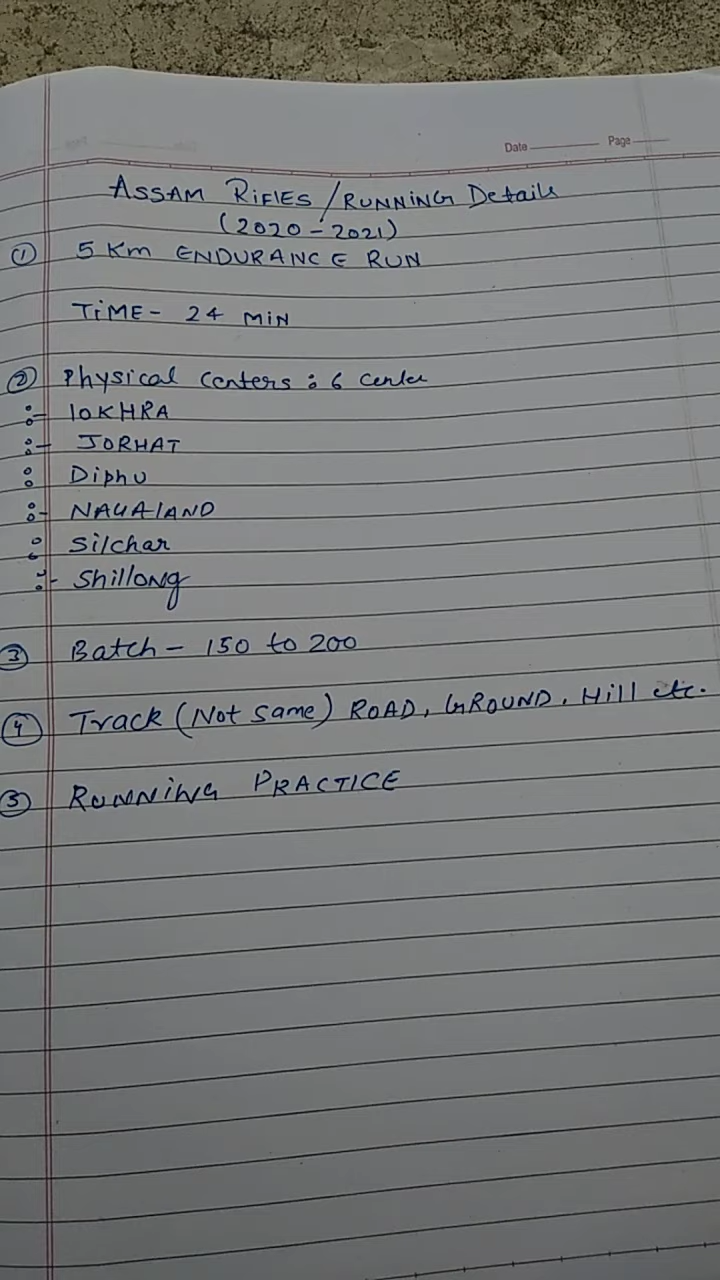 Date Page
ASSAM RIFLES / RUNNING Details
(2020-2021)
① 5 Km ENDURANCE RUN
TIME - 24 MIN
② Physical Centers : 6 Center
:- LOKHRA
:- JORHAT
: Diphu
:- NAGALAND
: Silchar
:- Shillong
③ Batch - 150 to 200
④ Track (Not Same) ROAD, GROUND, Hill etc.
⑤ RUNNING PRACTICE